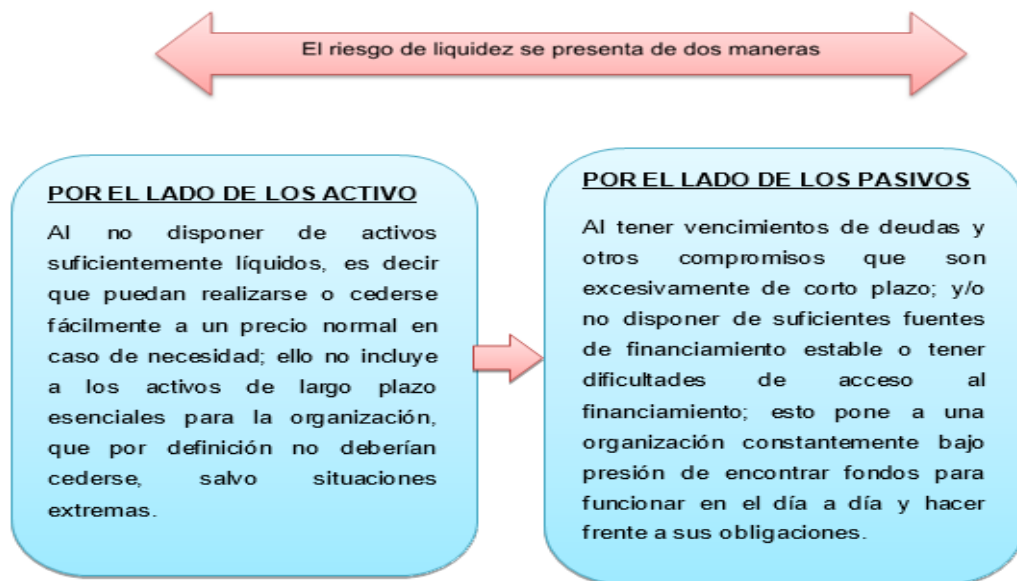 El riesgo de liquidez se presenta de dos maneras
POR EL LADO DE LOS ACTIVO
Al no disponer de activos
suficientemente líquidos, es decir
que puedan realizarse o cederse
fácilmente a un precio normal en
caso de necesidad; ello no incluye
a los activos de largo plazo
esenciales para la organización,
que por definición no deberían
cederse, salvo situaciones
extremas.
POR EL LADO DE LOS PASIVOS
Al tener vencimientos de deudas y
otros compromisos que son
excesivamente de corto plazo; y/o
no disponer de suficientes fuentes
de financiamiento estable o tener
dificultades de acceso al
financiamiento; esto pone a una
organización constantemente bajo
presión de encontrar fondos para
funcionar en el día a día y hacer
frente a sus obligaciones.